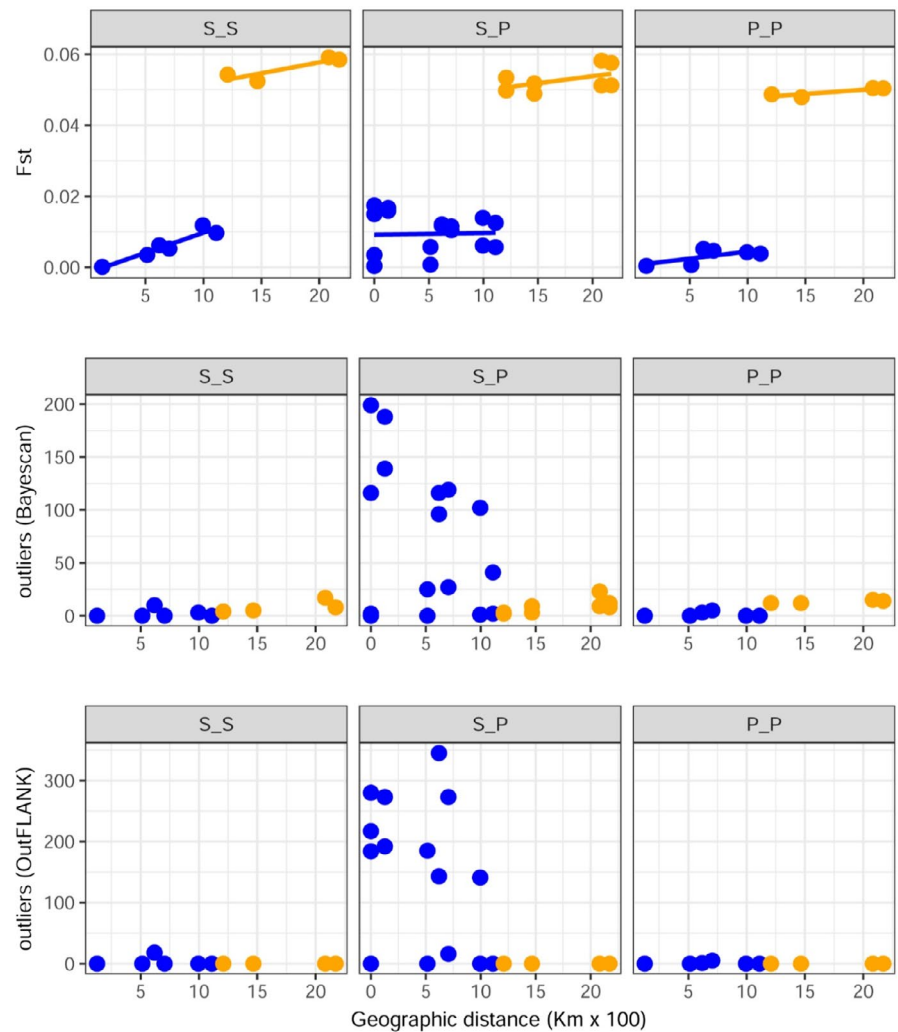 S_S S_P P_P
0.06
0.04
0.02
0.00
Fst
5 10 15 20 0 5 10 15 20 5 10 15 20
S_S S_P P_P
200
150
100
50
0
outliers (Bayescan)
5 10 15 20 0 5 10 15 20 5 10 15 20
S_S S_P P_P
300
200
100
0
outliers (OutFLANK)
5 10 15 20 0 5 10 15 20 5 10 15 20
Geographic distance (Km x 100)